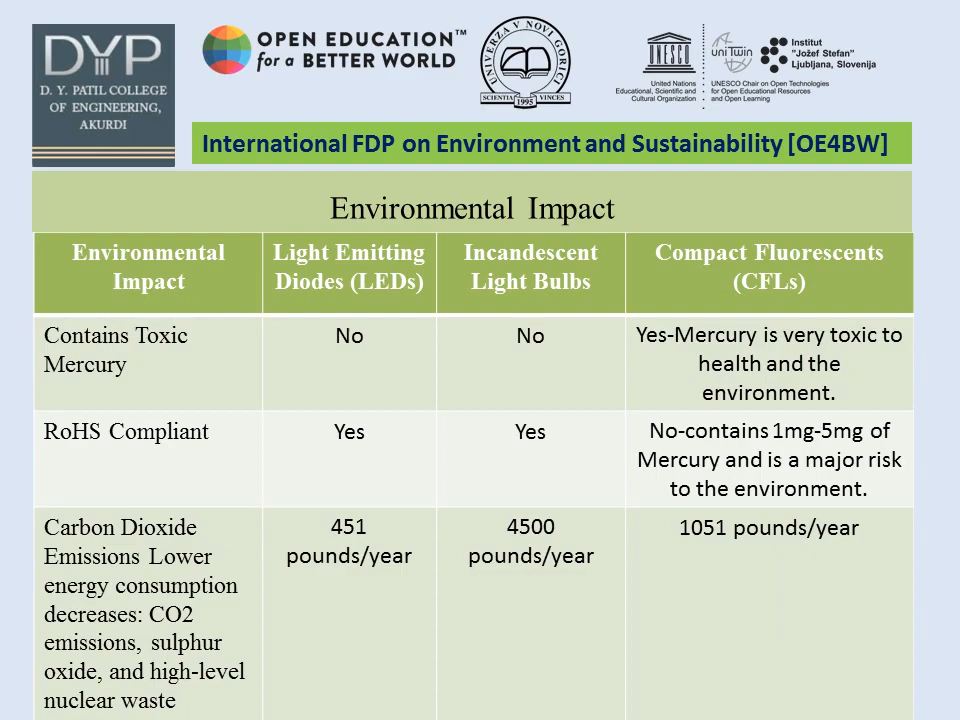 DYP
D. Y. PATIL COLLEGE
OF ENGINEERING,
AKURDI
OPEN EDUCATION™
for a BETTER WORLD
UNIVERZA V NOVI GORICI
SCIENTIA VINCES
1995
UNESCO
United Nations
Educational, Scientific and
Cultural Organization
uniTwin
UNESCO Chair on Open Technologies
for Open Educational Resources
and Open Learning
Institut
"Jožef Stefan"
Ljubljana, Slovenija
International FDP on Environment and Sustainability [OE4BW]
Environmental Impact
Environmental
Impact
Light Emitting
Diodes (LEDs)
Incandescent
Light Bulbs
Compact Fluorescents
(CFLs)
Contains Toxic
Mercury
No
No
Yes-Mercury is very toxic to
health and the
environment.
RoHS Compliant
Yes
Yes
No-contains 1mg-5mg of
Mercury and is a major risk
to the environment.
Carbon Dioxide
Emissions Lower
energy consumption
decreases: CO2
emissions, sulphur
oxide, and high-level
nuclear waste
451
pounds/year
4500
pounds/year
1051 pounds/year